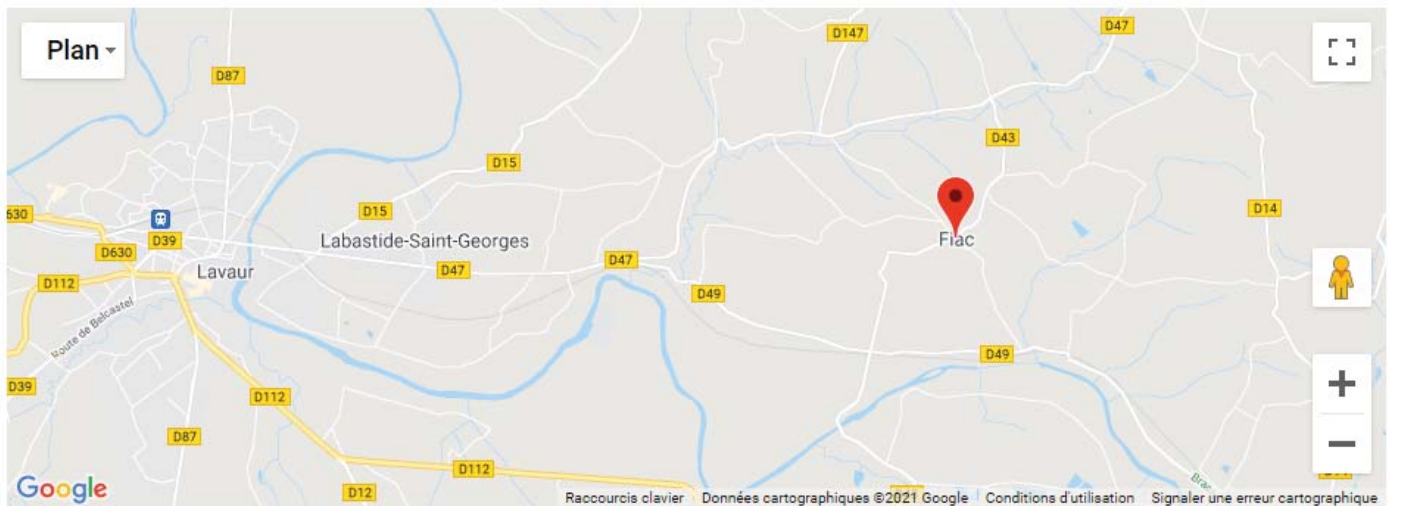 Plan
D147
D47
D87
D43
D15
D15
D14
630
D39
Labastide-Saint-Georges
Fiac
D630
D47
D47
Lavaur
D112
D49
Route de Belcastel
D49
D39
D112
D87
D112
D12
Google
Raccourcis clavier Données cartographiques ©2021 Google Conditions d'utilisation Signaler une erreur cartographique